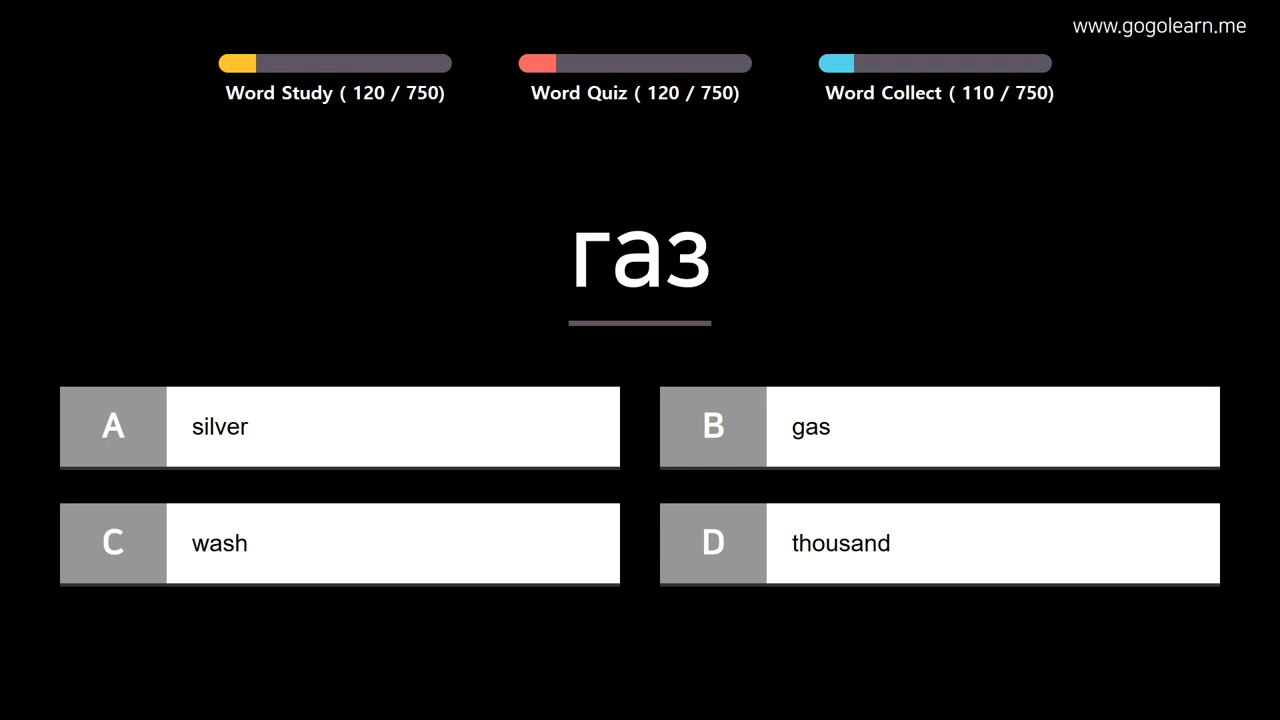 www.gogolearn.me
Word Study ( 120 / 750)
Word Quiz ( 120 / 750)
Word Collect ( 110 / 750)
газ
A silver
B gas
C wash
D thousand